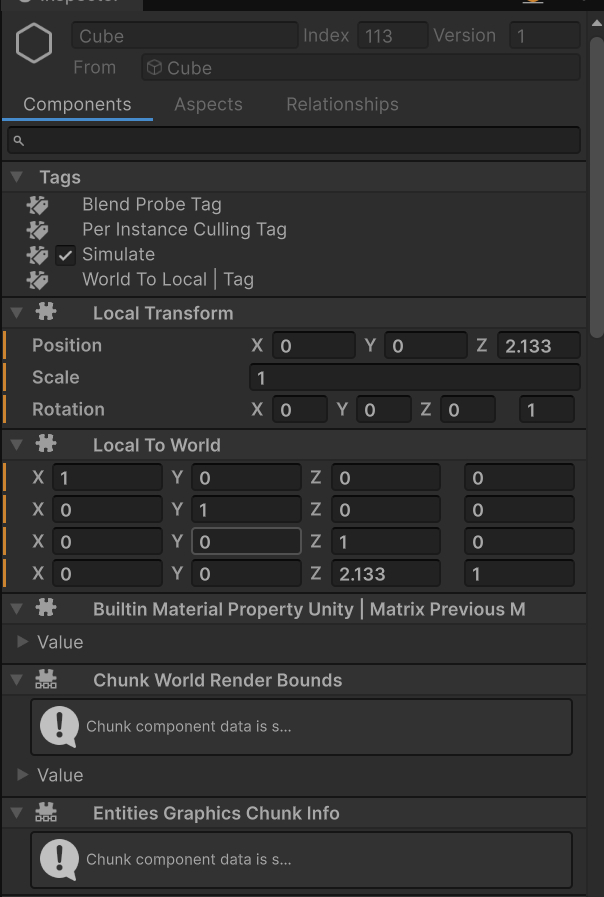 Inspector
Cube Index 113 Version 1
From Cube
Components Aspects Relationships
Tags
Blend Probe Tag
Per Instance Culling Tag
Simulate
World To Local | Tag
Local Transform
Position X 0 Y 0 Z 2.133
Scale 1
Rotation X 0 Y 0 Z 0 1
Local To World
X 1 Y 0 Z 0 0
X 0 Y 1 Z 0 0
X 0 Y 0 Z 1 0
X 0 Y 0 Z 2.133 1
Builtin Material Property Unity | Matrix Previous M
Value
Chunk World Render Bounds
Chunk component data is s...
Value
Entities Graphics Chunk Info
Chunk component data is s...